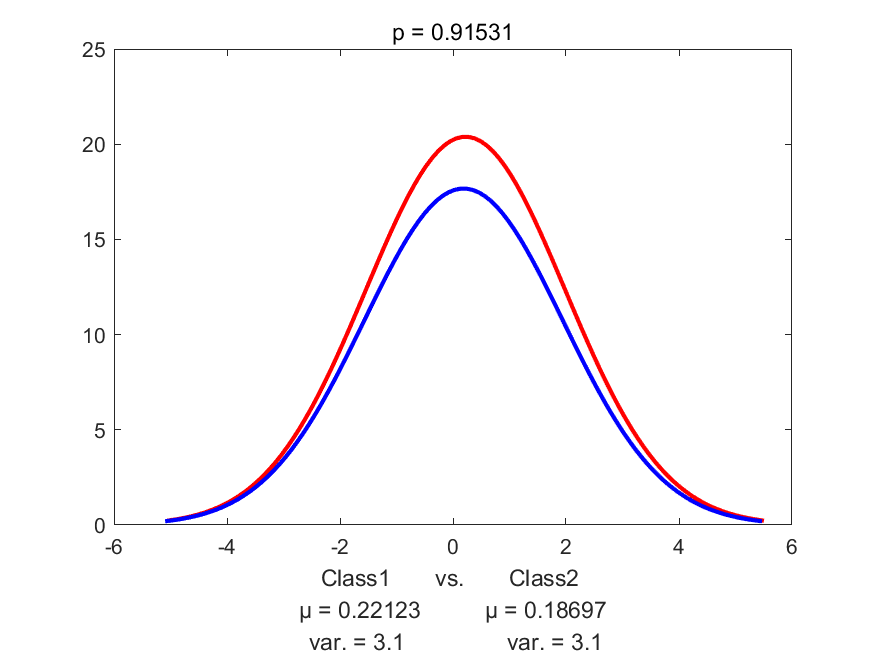 p = 0.91531
25
20
15
10
5
0
-6 -4 -2 0 2 4 6
Class1 vs. Class2
μ = 0.22123 μ = 0.18697
var. = 3.1 var. = 3.1